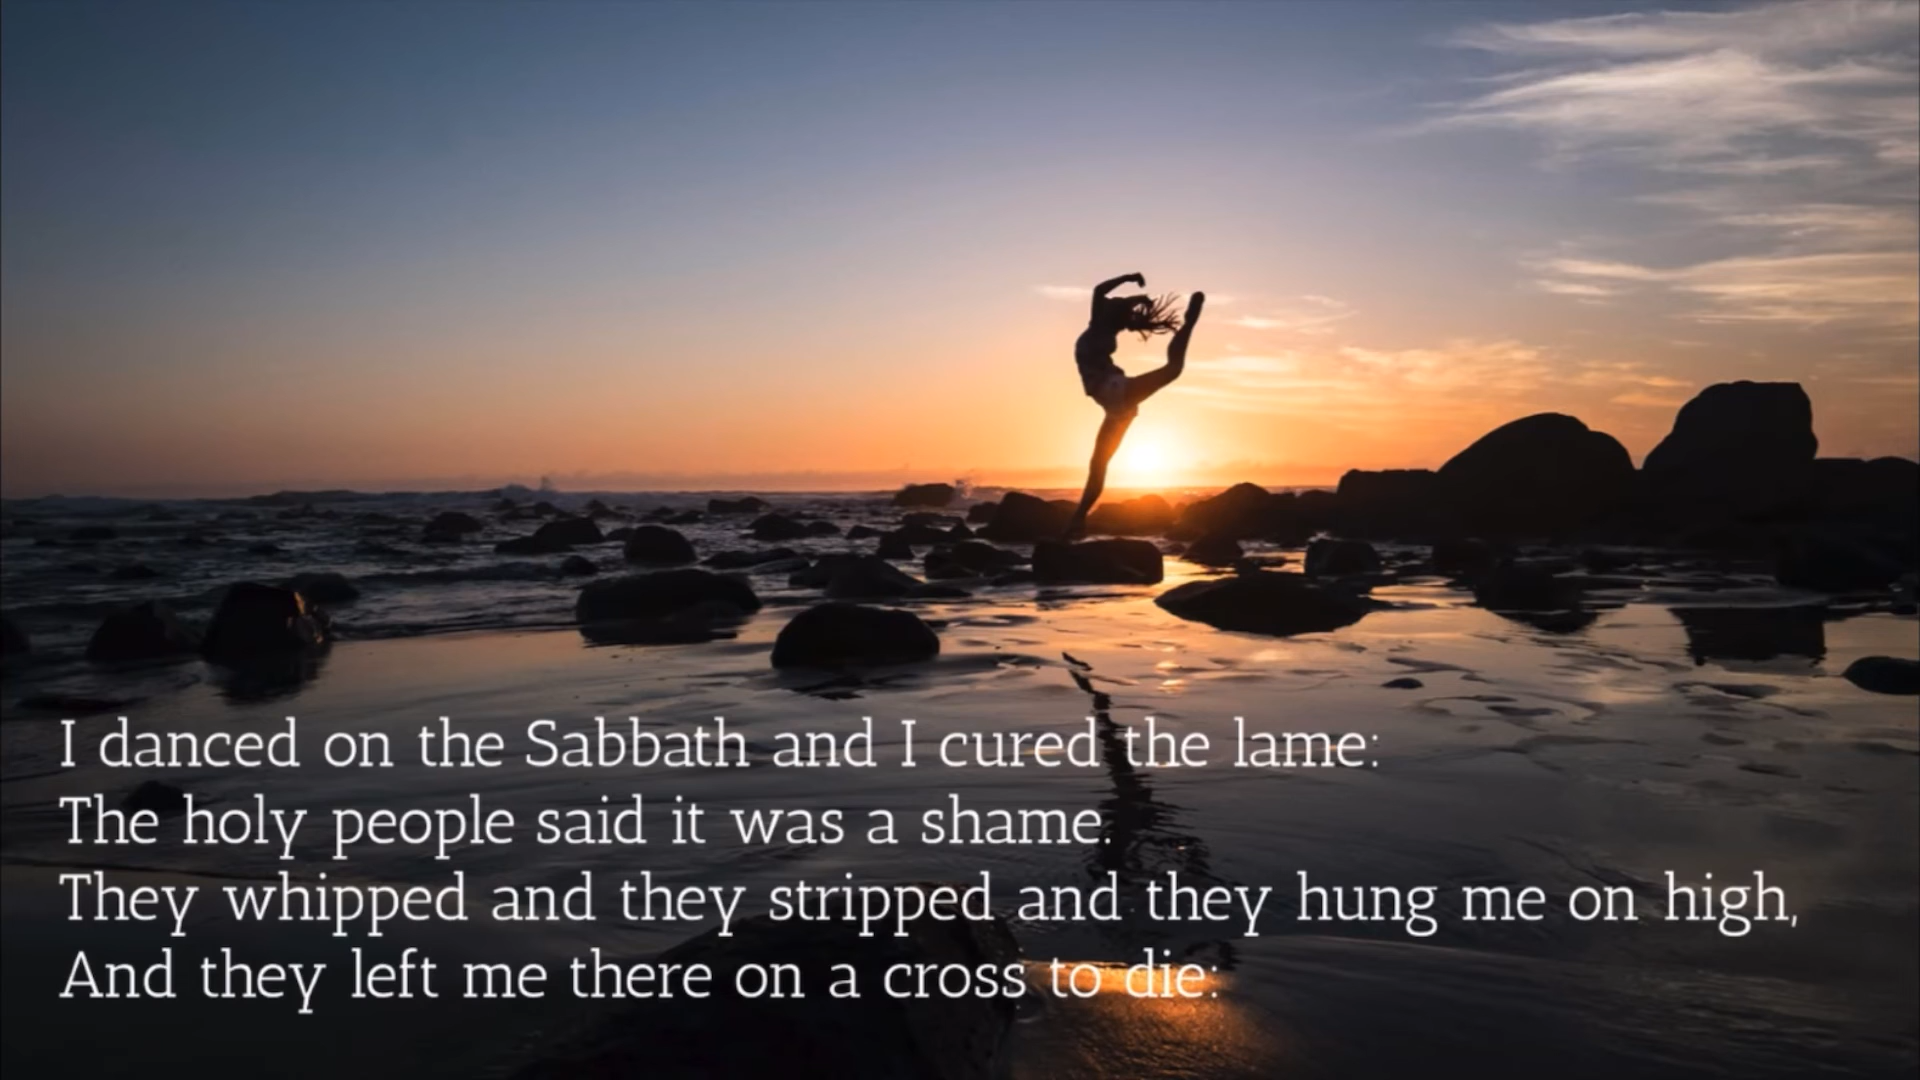 I danced on the Sabbath and I cured the lame:
The holy people said it was a shame.
They whipped and they stripped and they hung me on high,
And they left me there on a cross to die: